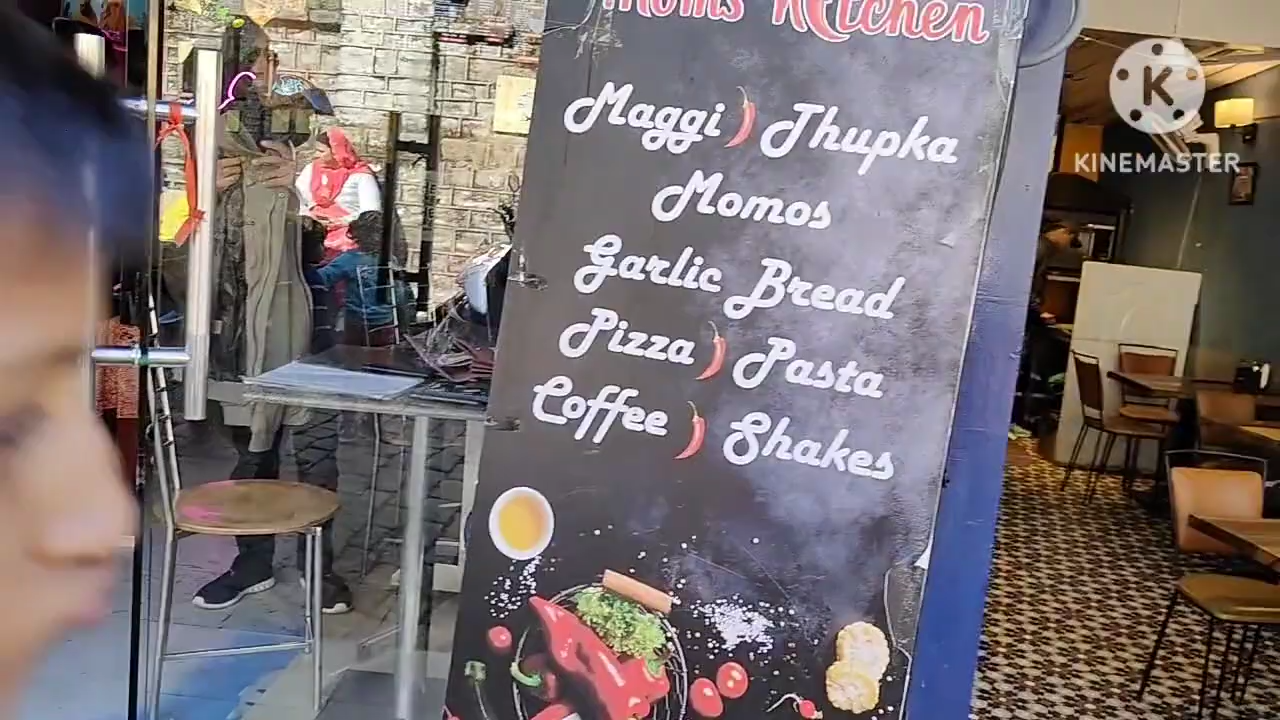 Moms Kitchen
Maggi Thupka
Momos
Garlic Bread
Pizza Pasta
Coffee Shakes
K
KINEMASTER